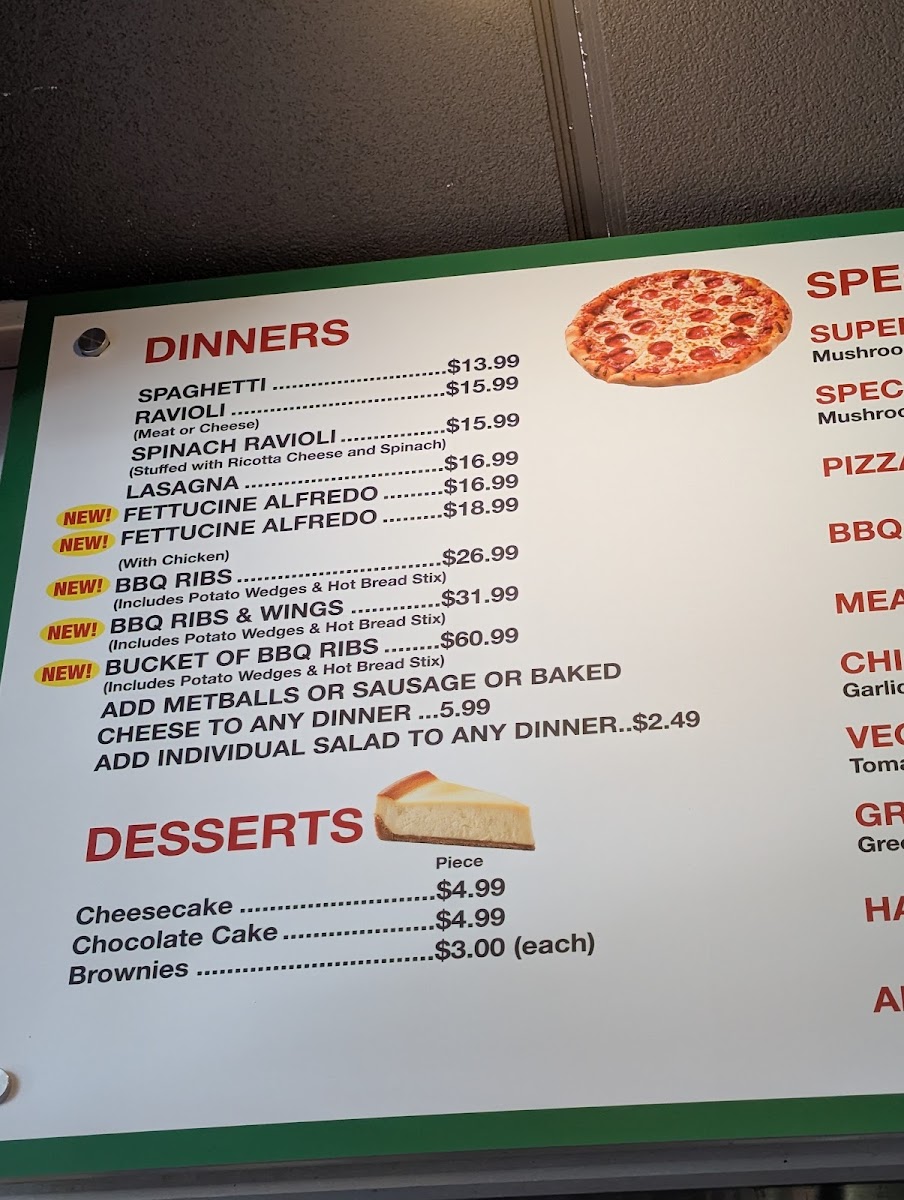 DINNERS
SPAGHETTI ..............................$13.99
RAVIOLI .....................................$15.99
(Meat or Cheese)
SPINACH RAVIOLI..................$15.99
(Stuffed with Ricotta Cheese and Spinach)
LASAGNA ..................................$16.99
NEW! FETTUCINE ALFREDO ..........$16.99
NEW! FETTUCINE ALFREDO .........$18.99
(With Chicken)
NEW! BBQ RIBS...................................$26.99
(Includes Potato Wedges & Hot Bread Stix)
NEW! BBQ RIBS & WINGS ...............$31.99
(Includes Potato Wedges & Hot Bread Stix)
NEW! BUCKET OF BBQ RIBS .........$60.99
(Includes Potato Wedges & Hot Bread Stix)
ADD METBALLS OR SAUSAGE OR BAKED
CHEESE TO ANY DINNER ...5.99
ADD INDIVIDUAL SALAD TO ANY DINNER..$2.49
DESSERTS
Piece
Cheesecake ............................$4.99
Chocolate Cake ......................$4.99
Brownies ..................................$3.00 (each)
SPE
SUPE
Mushroo
SPEC
Mushroo
PIZZA
BBQ
MEA
CHI
Garlic
VEG
Toma
GR
Gree
HA